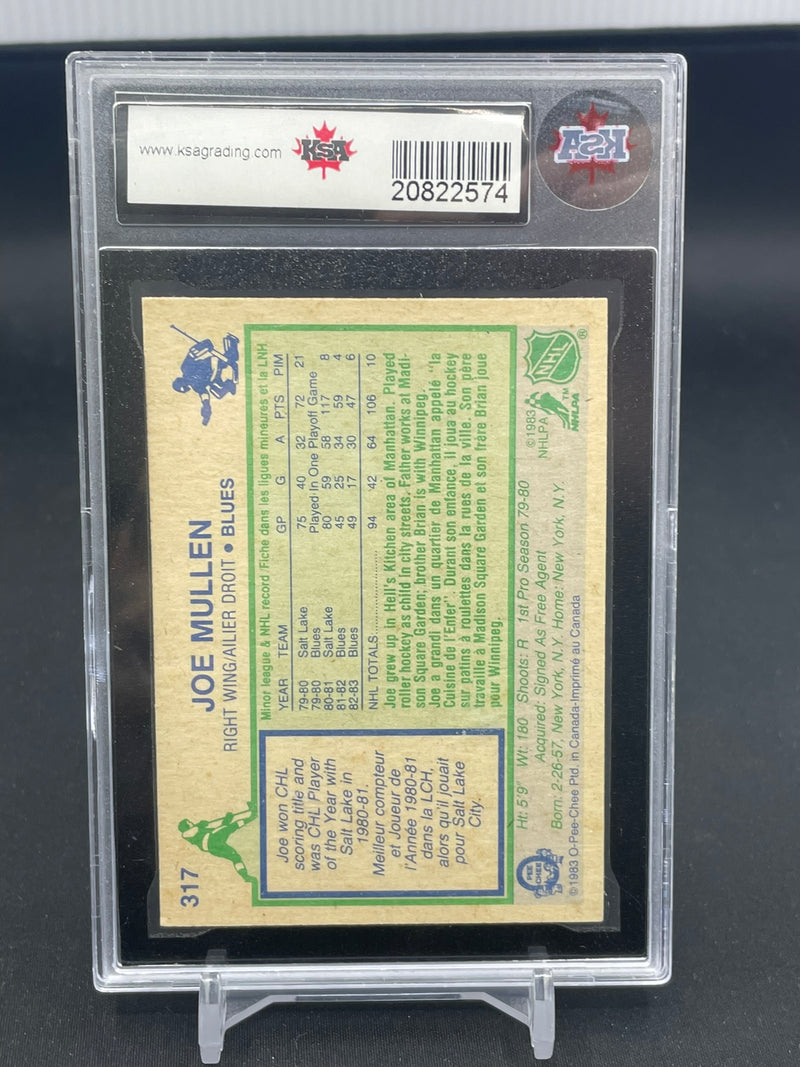 www.ksagrading.com
KSA
20822574
KSA
317
JOE MULLEN
RIGHT WING/AILIER DROIT • BLUES
Joe won CHL
scoring title and
was CHL Player
of the Year with
Salt Lake in
1980-81.
Meilleur compteur
et Joueur de
l'Année 1980-81
dans la LCH,
alors qu'il jouait
pour Salt Lake
City.
Minor league & NHL record/Fiche dans les ligues mineures et la LNH
YEAR TEAM GP G A PTS PIM
79-80 Salt Lake 75 40 32 72 21
79-80 Blues Played In One Playoff Game
80-81 Salt Lake 80 59 58 117 8
81-82 Blues 45 25 34 59 4
82-83 Blues 49 17 30 47 6
NHL TOTALS 94 42 64 106 10
Joe grew up in Hell's Kitchen area of Manhattan. Played
roller hockey as child in city streets. Father works at Madi-
son Square Garden; brother Brian is with Winnipeg.
Joe a grandi dans un quartier de Manhattan appelé "la
Cuisine de l'Enfer". Durant son enfance, il joua au hockey
sur patins à roulettes dans la rues de la ville. Son père
travaille à Madison Square Garden et son frère Brian joue
pour Winnipeg.
Ht: 5'9" Wt: 180 Shoots: R 1st Pro Season 79-80
Acquired: Signed As Free Agent
Born: 2-26-57, New York, N.Y. Home: New York, N.Y.
©1983 O-Pee-Chee Ptd. in Canada-Imprimé au Canada
O PEE CHEE
©1983
NHLPA
NHLPA
TM
NHL
®